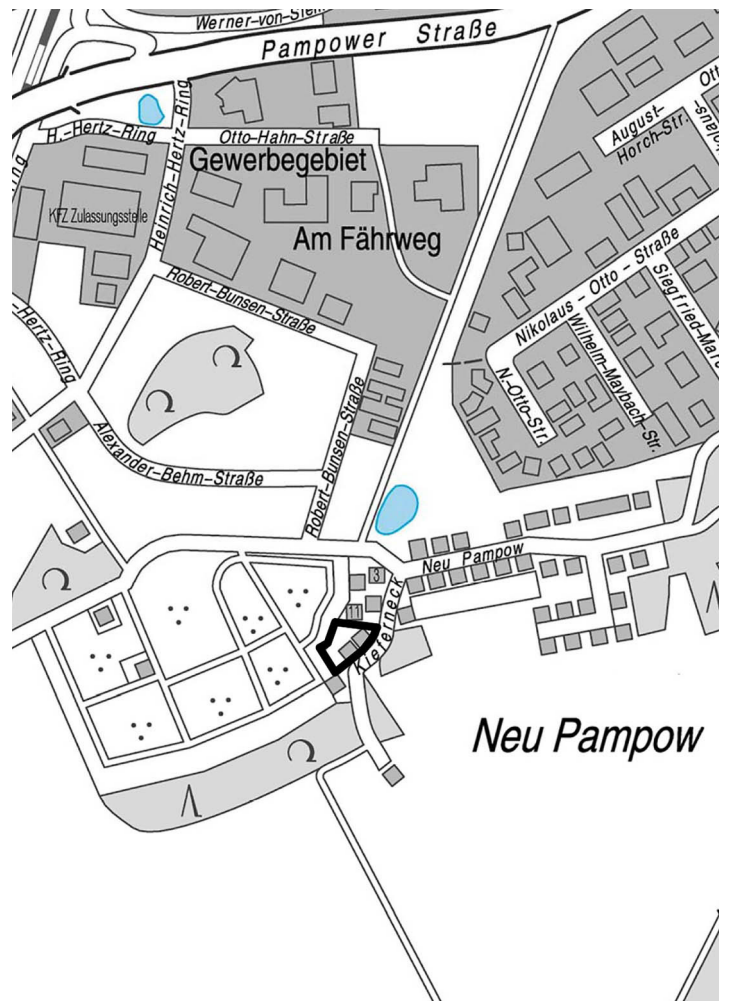 Werner-von-
Pampower Straße
H.-Hertz-Ring
Otto-Hahn-Straße
Heinrich-Hertz-Ring
Gewerbegebiet
Am Fährweg
KFZ Zulassungsstelle
August-
Horch-Str.
Nikolaus-Otto-Straße
Robert-Bunsen-Straße
-Hertz-Ring
Wilhelm-Maybach-Str.
N.-Otto-Str.
Alexander-Behm-Straße
Robert-Bunsen-Straße
Neu Pampow
3
11
Kieferneck
Neu Pampow